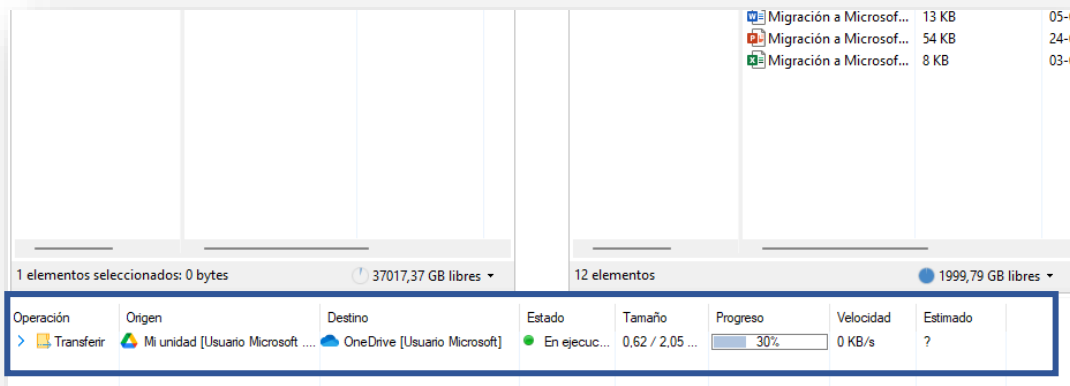 Migración a Microsof... 13 KB 05-
Migración a Microsof... 54 KB 24-
Migración a Microsof... 8 KB 03-
1 elementos seleccionados: 0 bytes 37017,37 GB libres
12 elementos 1999,79 GB libres
Operación Origen Destino Estado Tamaño Progreso Velocidad Estimado
Transferir Mi unidad [Usuario Microsoft .... OneDrive [Usuario Microsoft] En ejecuc... 0,62 / 2,05 ... 30% 0 KB/s ?